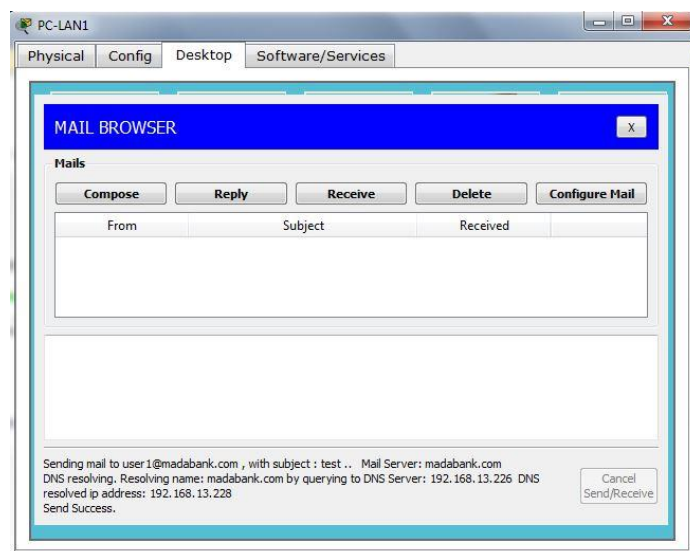 PC-LAN1
X
Physical Config Desktop Software/Services
MAIL BROWSER
X
Mails
Compose Reply Receive Delete Configure Mail
From Subject Received
Sending mail to user1@madabank.com , with subject : test .. Mail Server: madabank.com
DNS resolving. Resolving name: madabank.com by querying to DNS Server: 192.168.13.226 DNS
resolved ip address: 192.168.13.228
Send Success.
Cancel
Send/Receive